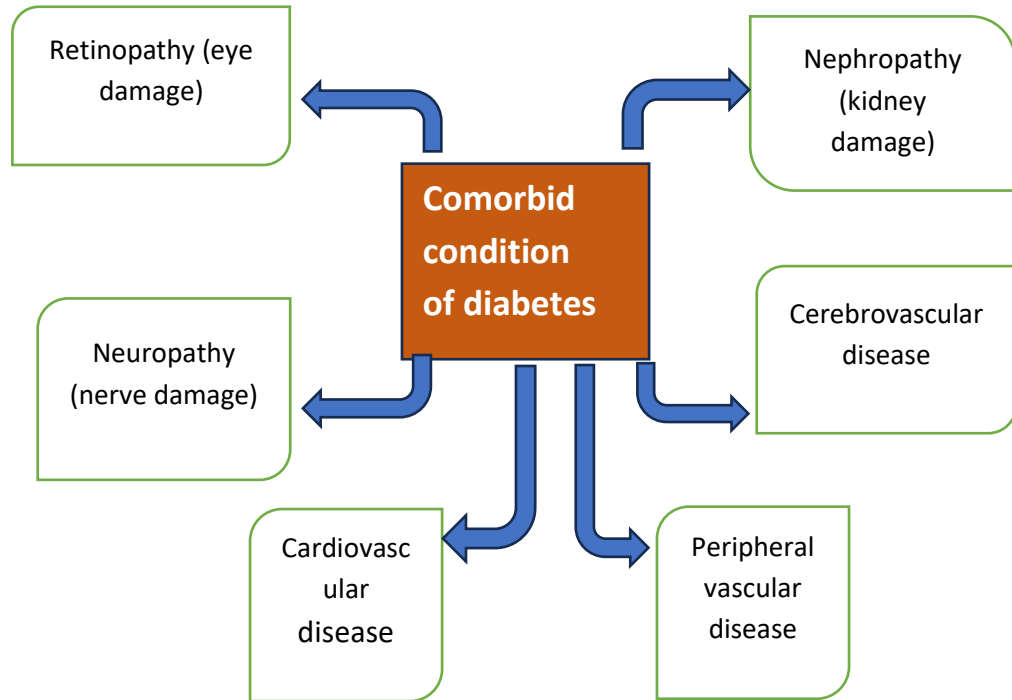 Retinopathy (eye
damage)
Nephropathy
(kidney
damage)
Comorbid
condition
of diabetes
Neuropathy
(nerve damage)
Cerebrovascular
disease
Cardiovasc
ular
disease
Peripheral
vascular
disease